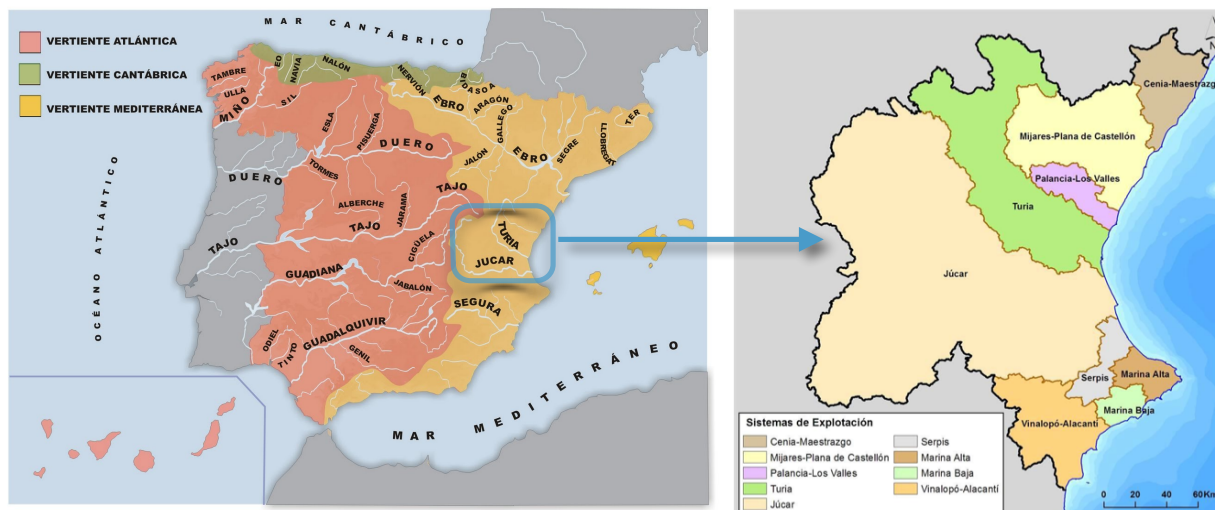 MAR CANTÁBRICO
VERTIENTE ATLÁNTICA
VERTIENTE CANTÁBRICA
VERTIENTE MEDITERRÁNEA
OCÉANO ATLÁNTICO
TAMBRE
ULLA
MIÑO
SIL
EO
NAVIA
NALÓN
NERVIÓN
BIDASOA
EBRO
ARAGÓN
GALLEGO
EBRO
SEGRE
LLOBREGAT
TER
ESLA
PISUERGA
DUERO
DUERO
TORMES
JALÓN
TAJO
ALBERCHE
JARAMA
TAJO
TAJO
CIGÜELA
TURIA
JUCAR
GUADIANA
JABALÓN
SEGURA
ODIEL
TINTO
GUADALQUIVIR
GENIL
MAR MEDITERRÁNEO
N
Cenia-Maestrazgo
Mijares-Plana de Castellón
Palancia-Los Valles
Turia
Júcar
Serpis
Marina Alta
Marina Baja
Vinalopó-Alacantí
Sistemas de Explotación
Cenia-Maestrazgo
Mijares-Plana de Castellón
Palancia-Los Valles
Turia
Júcar
Serpis
Marina Alta
Marina Baja
Vinalopó-Alacantí
0 20 40 60Km